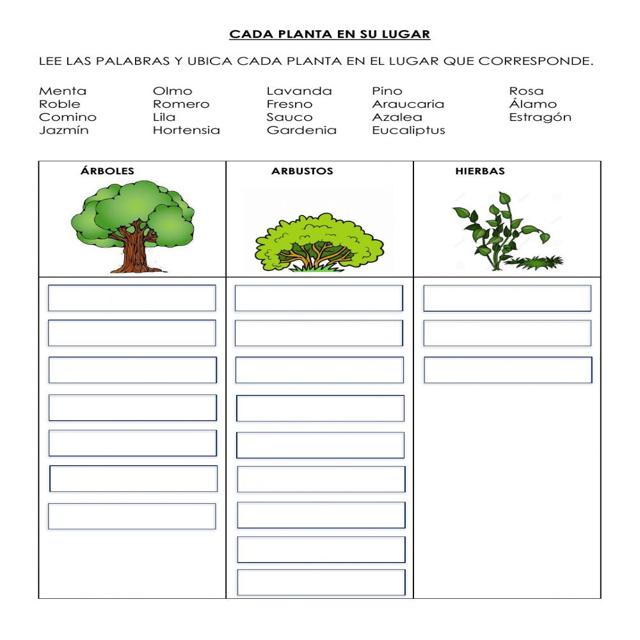 CADA PLANTA EN SU LUGAR
LEE LAS PALABRAS Y UBICA CADA PLANTA EN EL LUGAR QUE CORRESPONDE.
Menta Olmo Lavanda Pino Rosa
Roble Romero Fresno Araucaria Álamo
Comino Lila Sauco Azalea Estragón
Jazmín Hortensia Gardenia Eucaliptus
ÁRBOLES ARBUSTOS HIERBAS